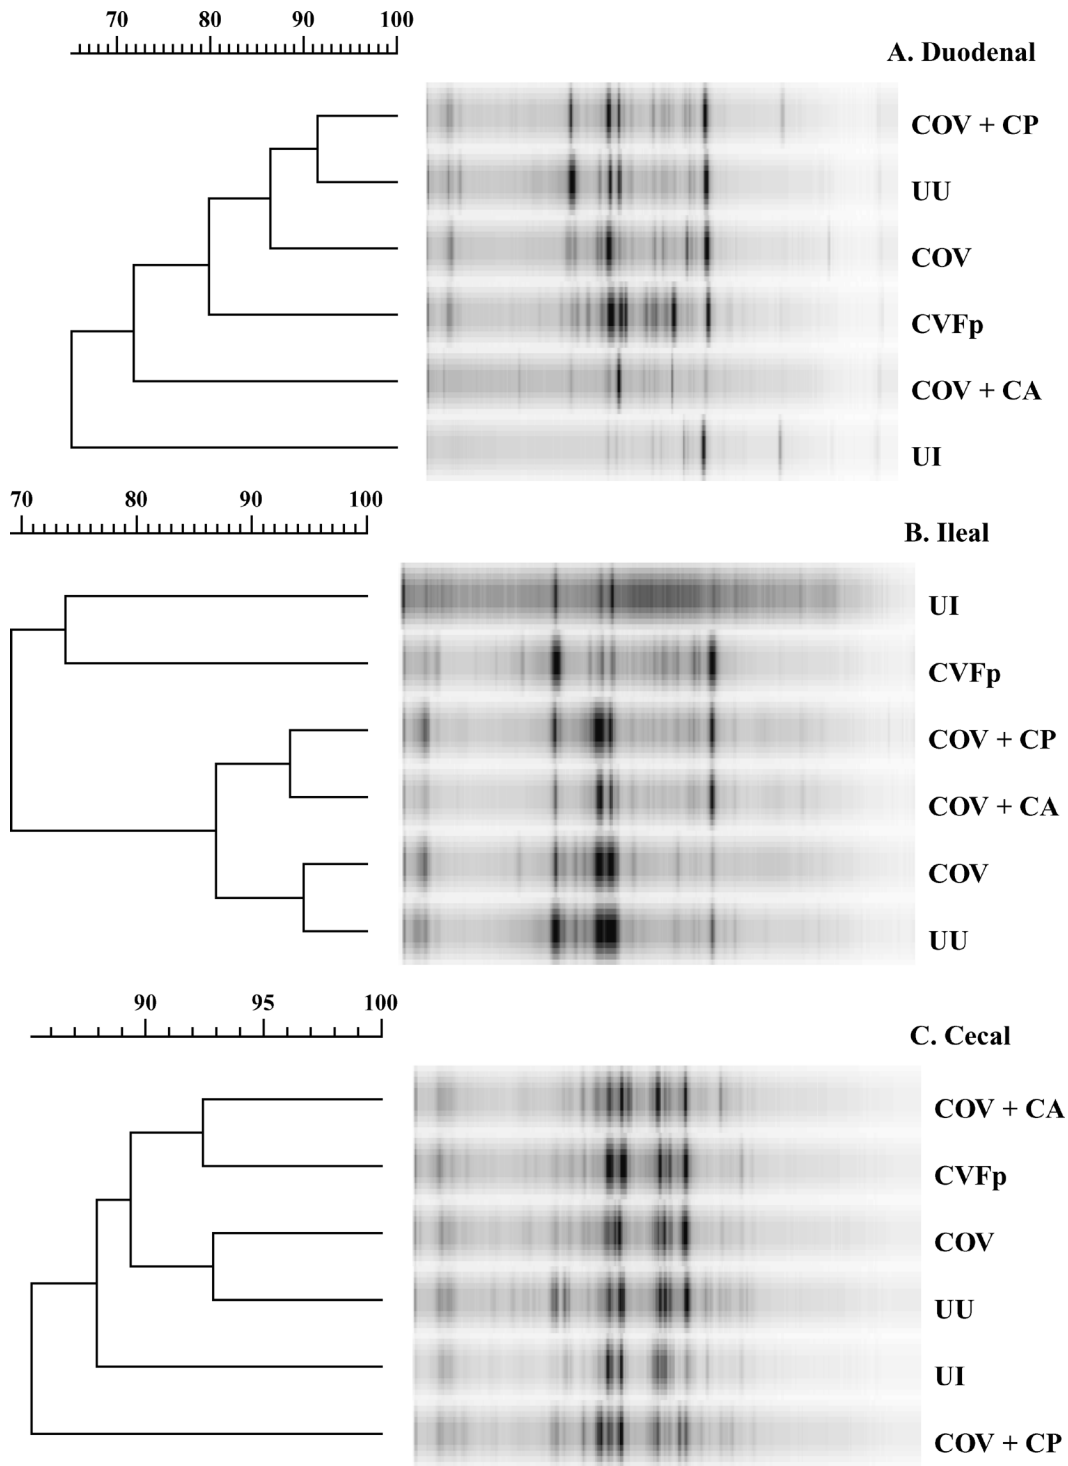 70 80 90 100
A. Duodenal
COV + CP
UU
COV
CVFp
COV + CA
UI
70 80 90 100
B. Ileal
UI
CVFp
COV + CP
COV + CA
COV
UU
90 95 100
C. Cecal
COV + CA
CVFp
COV
UU
UI
COV + CP